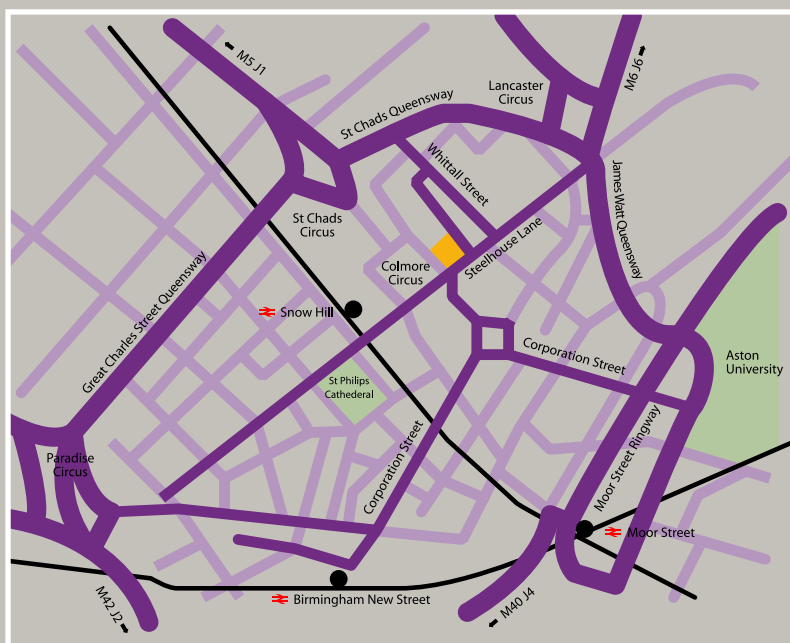 M5 J1
M6 J6
Lancaster
Circus
St Chads Queensway
Whittall Street
James Watt Queensway
St Chads
Circus
Steelhouse Lane
Colmore
Circus
Great Charles Street Queensway
Snow Hill
Corporation Street
Aston
University
St Philips
Cathederal
Corporation Street
Moor Street Ringway
Paradise
Circus
Moor Street
Birmingham New Street
M42 J2
M40 J4